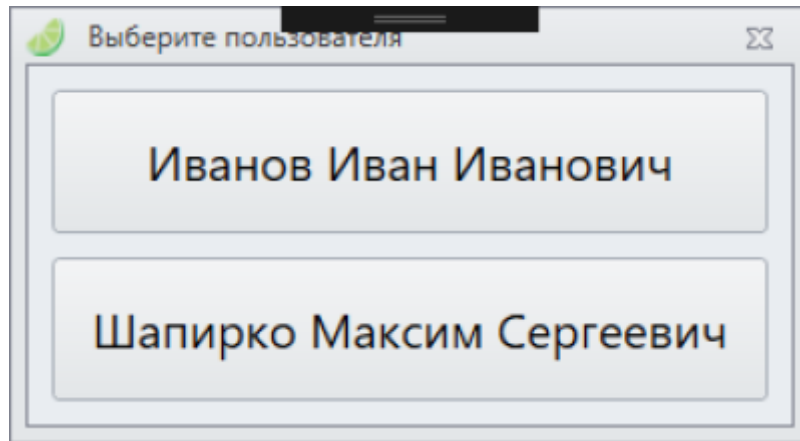 Выберите пользователя
Иванов Иван Иванович
Шапирко Максим Сергеевич